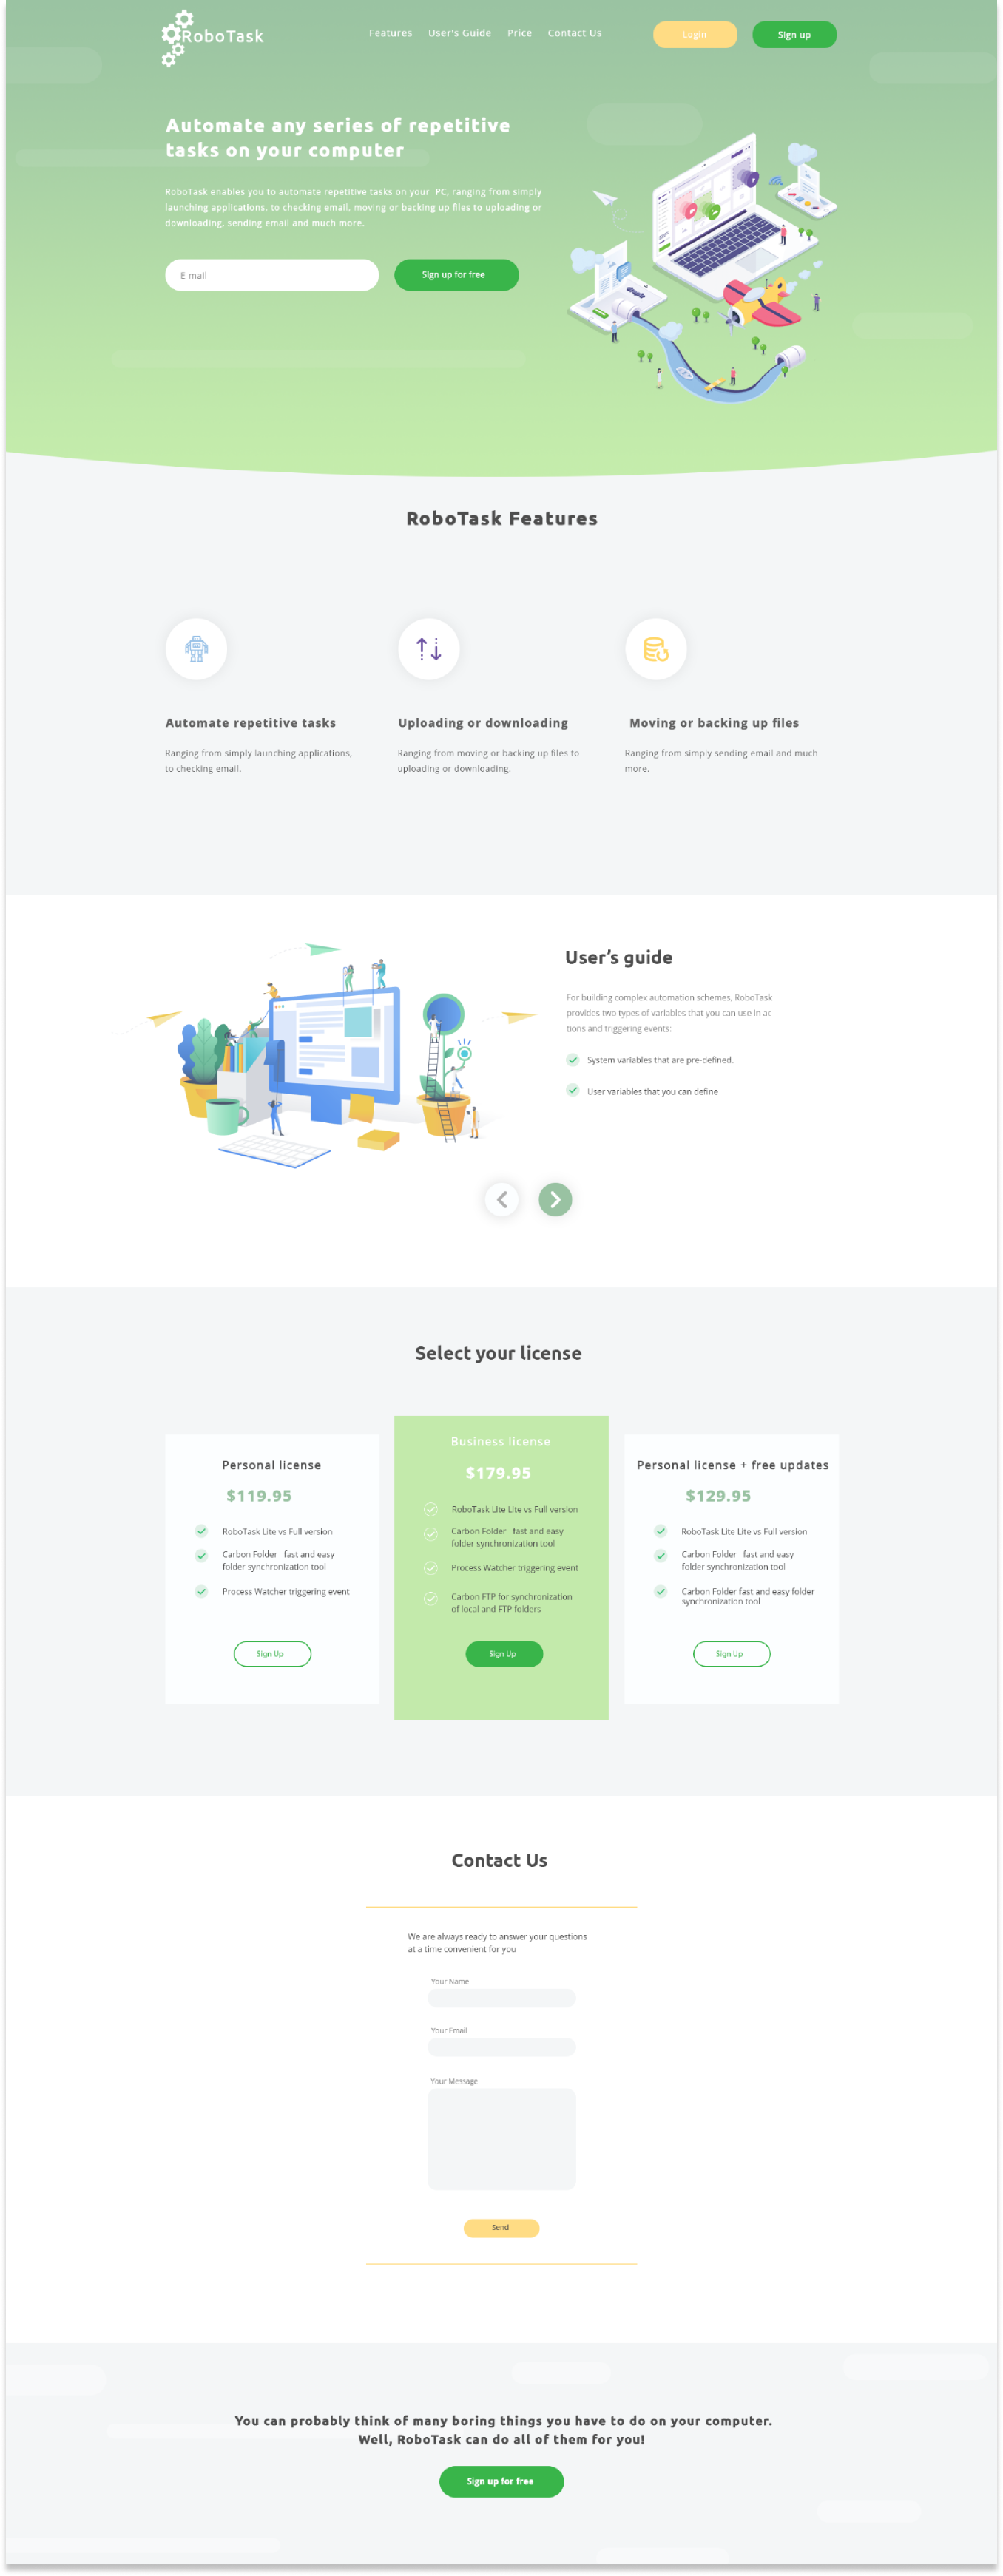 RoboTask
Features User's Guide Price Contact Us
Login
Sign up
Automate any series of repetitive
tasks on your computer
RoboTask enables you to automate repetitive tasks on your PC, ranging from simply
launching applications, to checking email, moving or backing up files to uploading or
downloading, sending email and much more.
E mail
Sign up for free
RoboTask Features
Automate repetitive tasks
Ranging from simply launching applications,
to checking email.
Uploading or downloading
Ranging from moving or backing up files to
uploading or downloading.
Moving or backing up files
Ranging from simply sending email and much
more.
User’s guide
For building complex automation schemes, RoboTask
provides two types of variables that you can use in ac-
tions and triggering events:
System variables that are pre-defined.
User variables that you can define
Select your license
Personal license
$119.95
RoboTask Lite vs Full version
Carbon Folder fast and easy
folder synchronization tool
Process Watcher triggering event
Sign Up
Business license
$179.95
RoboTask Lite Lite vs Full version
Carbon Folder fast and easy
folder synchronization tool
Process Watcher triggering event
Carbon FTP for synchronization
of local and FTP folders
Sign Up
Personal license + free updates
$129.95
RoboTask Lite Lite vs Full version
Carbon Folder fast and easy
folder synchronization tool
Carbon Folder fast and easy folder
synchronization tool
Sign Up
Contact Us
We are always ready to answer your questions
at a time convenient for you
Your Name
Your Email
Your Message
Send
You can probably think of many boring things you have to do on your computer.
Well, RoboTask can do all of them for you!
Sign up for free